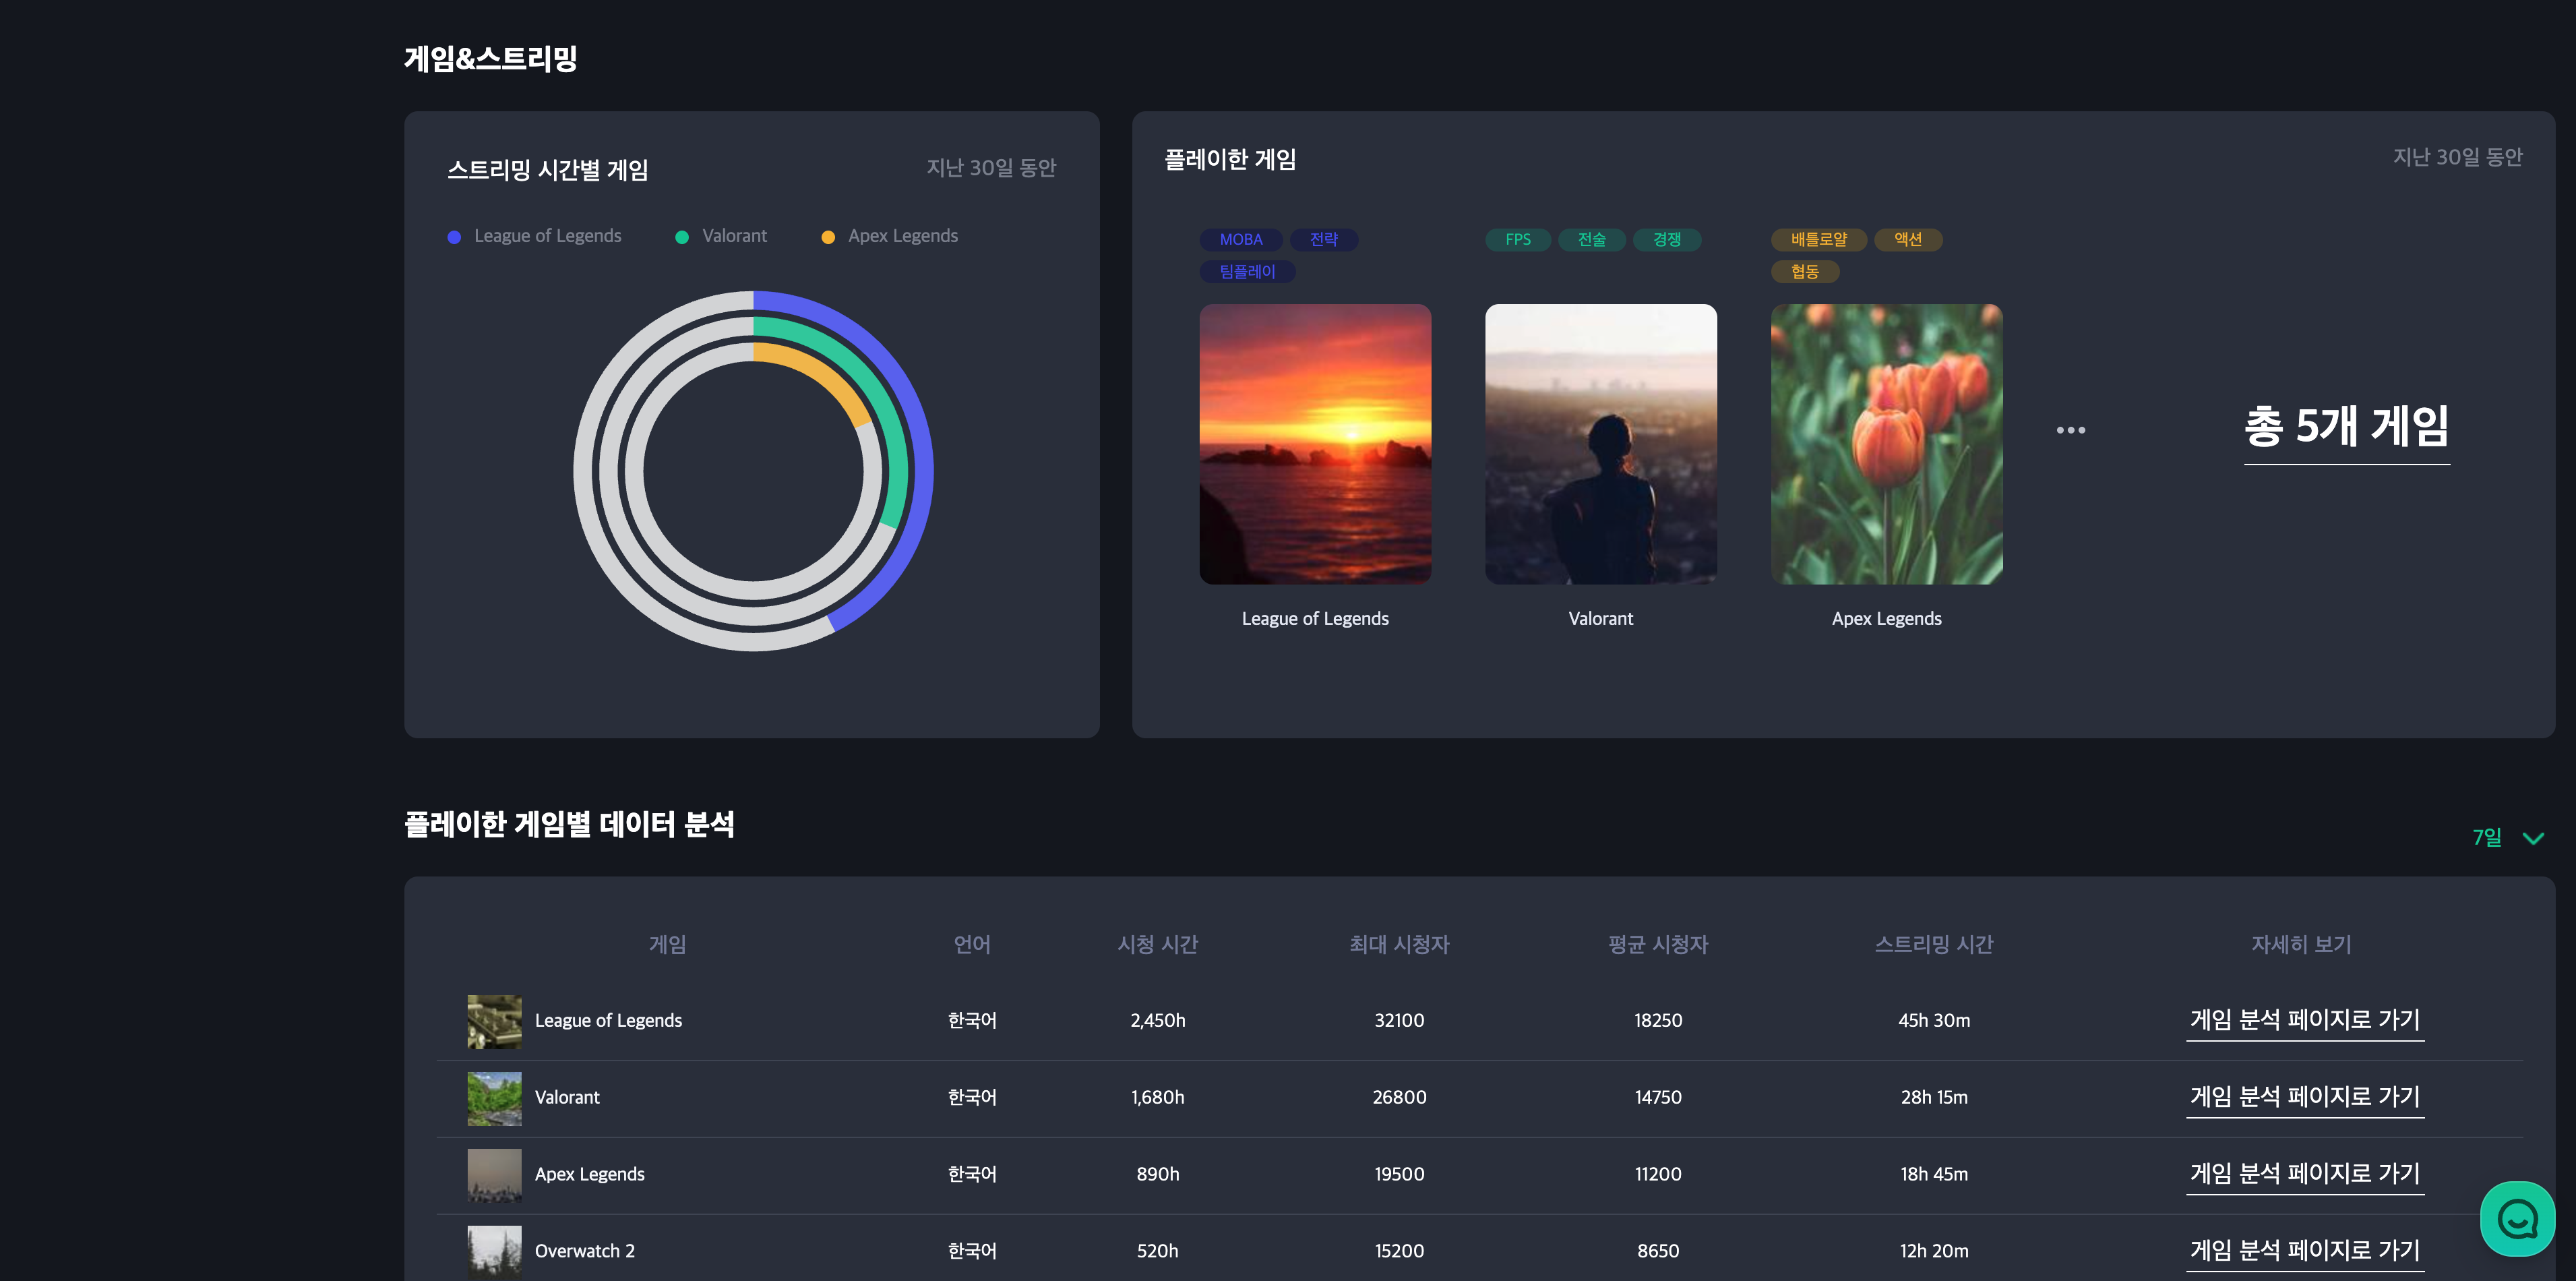 게임&스트리밍
스트리밍 시간별 게임
지난 30일 동안
League of Legends
Valorant
Apex Legends
플레이한 게임
지난 30일 동안
MOBA 전략
팀플레이
FPS 전술 경쟁
배틀로얄 액션
협동
League of Legends
Valorant
Apex Legends
...
총 5개 게임
플레이한 게임별 데이터 분석
7일
게임 언어 시청 시간 최대 시청자 평균 시청자 스트리밍 시간 자세히 보기
League of Legends 한국어 2,450h 32100 18250 45h 30m 게임 분석 페이지로 가기
Valorant 한국어 1,680h 26800 14750 28h 15m 게임 분석 페이지로 가기
Apex Legends 한국어 890h 19500 11200 18h 45m 게임 분석 페이지로 가기
Overwatch 2 한국어 520h 15200 8650 12h 20m 게임 분석 페이지로 가기